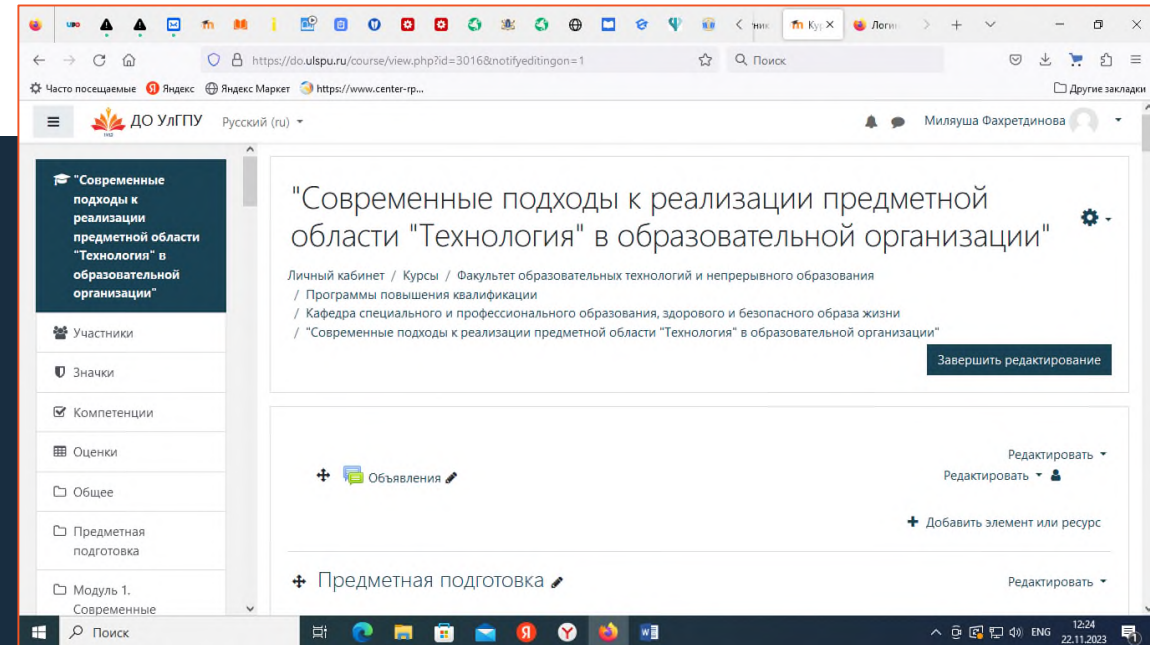 UPO
ʼник
Кур
Логин
https://do.ulspu.ru/course/view.php?id=3016&notifyeditingon=1
Поиск
Часто посещаемые
Яндекс
Яндекс Маркет
https://www.center-rp...
Другие закладки
ДО УлГПУ
Русский (ru)
Миляуша Фахретдинова
"Современные
подходы к
реализации
предметной области
"Технология" в
образовательной
организации"
Участники
Значки
Компетенции
Оценки
Общее
Предметная
подготовка
Модуль 1.
Современные
"Современные подходы к реализации предметной
области "Технология" в образовательной организации"
Личный кабинет / Курсы / Факультет образовательных технологий и непрерывного образования
/ Программы повышения квалификации
/ Кафедра специального и профессионального образования, здорового и безопасного образа жизни
/ "Современные подходы к реализации предметной области "Технология" в образовательной организации"
Завершить редактирование
Редактировать
Объявления
Редактировать
Добавить элемент или ресурс
Предметная подготовка
Редактировать
Поиск
ENG
12:24
22.11.2023